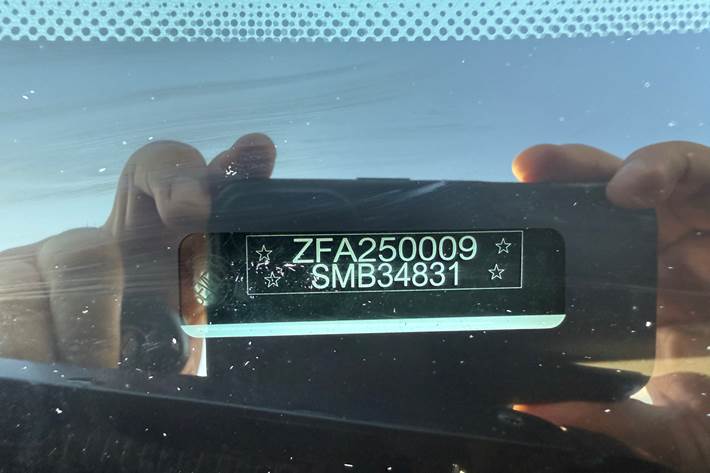 ☆ ZFA250009 ☆
☆ SMB34831 ☆